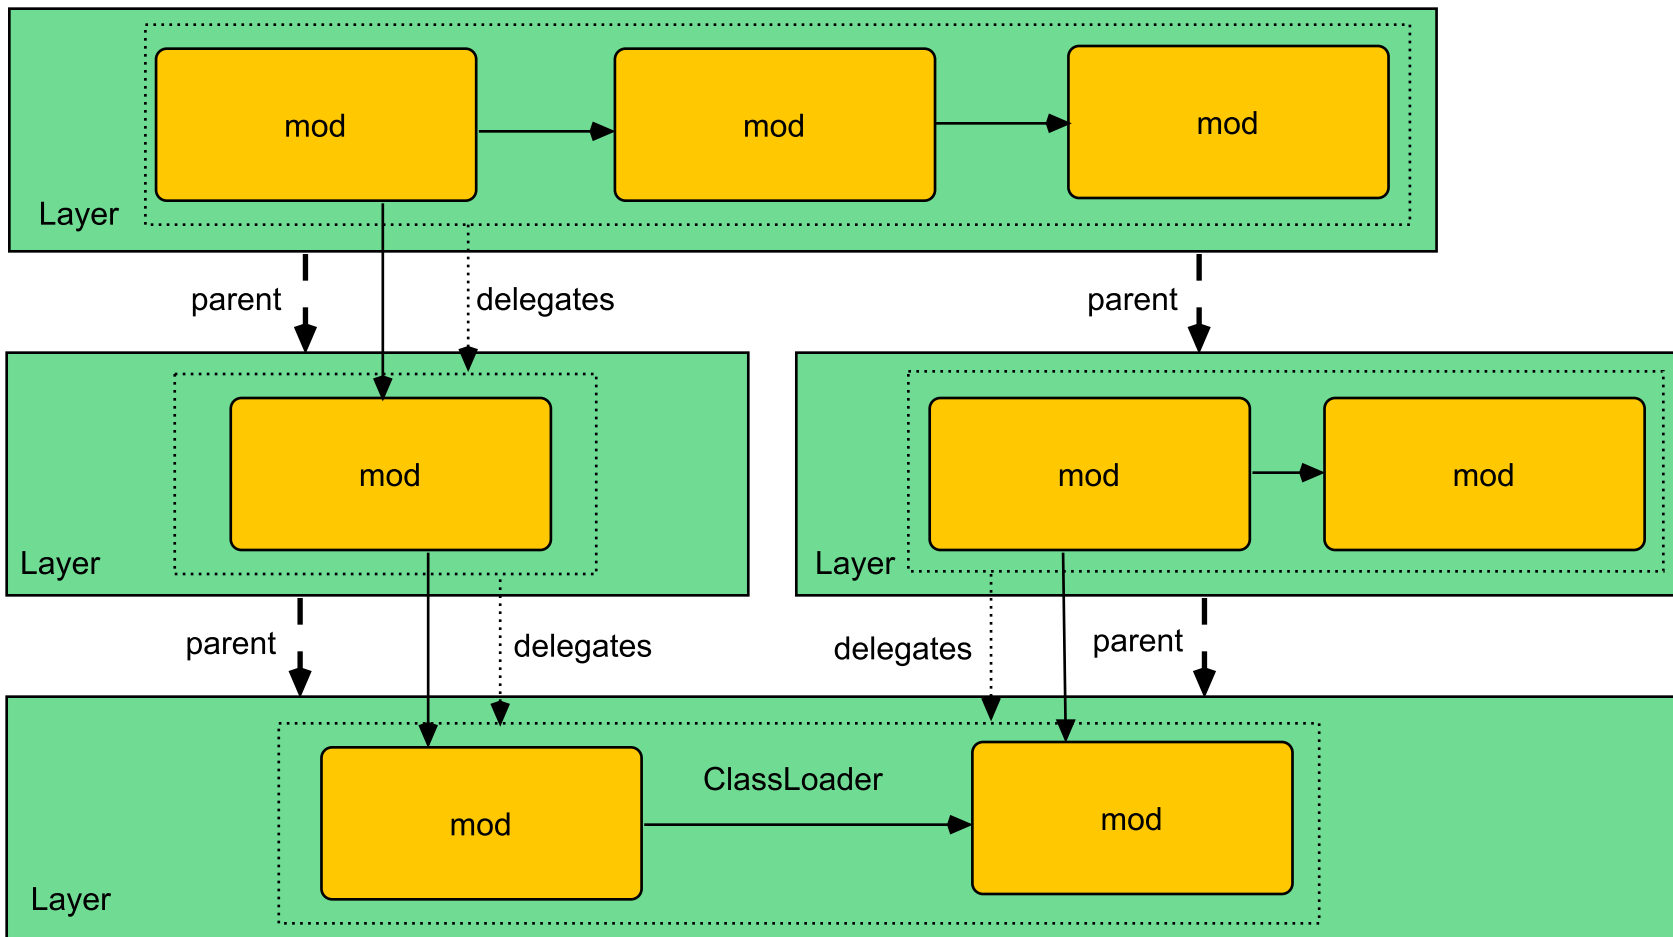 mod
mod
mod
Layer
parent
delegates
parent
mod
mod
mod
Layer
Layer
parent
delegates
delegates
parent
ClassLoader
mod
mod
Layer